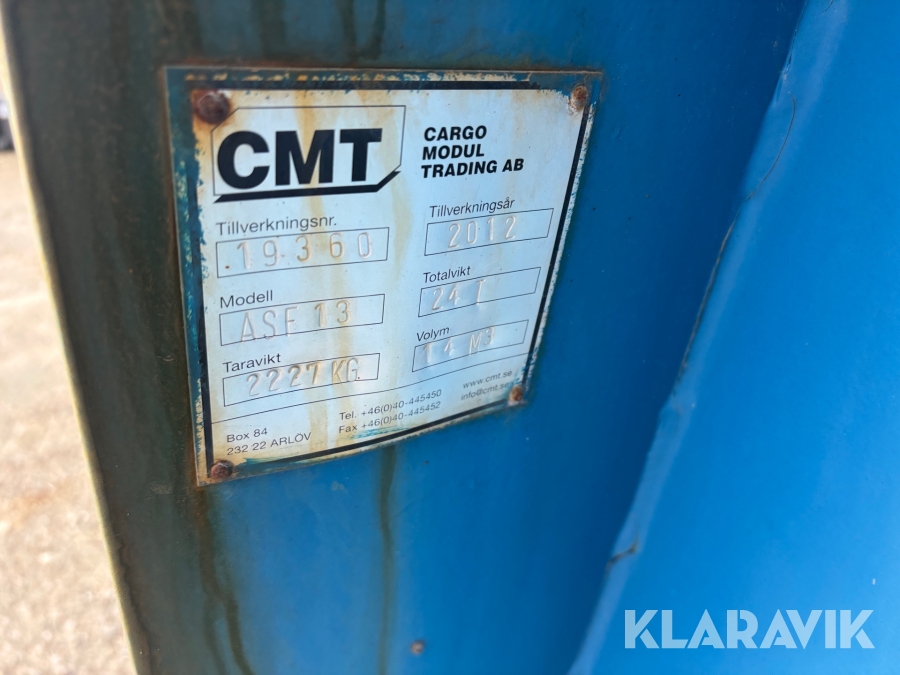 CMT
CARGO
MODUL
TRADING AB
Tillverkningsnr.
19360
Tillverkningsår
2012
Modell
ASF 13
Totalvikt
24 T
Taravikt
2227 KG.
Volym
14 M3
Box 84
232 22 ARLÖV
Tel. +46(0)40-445450
Fax +46(0)40-445452
www.cmt.se
info@cmt.se
KLARAVIK